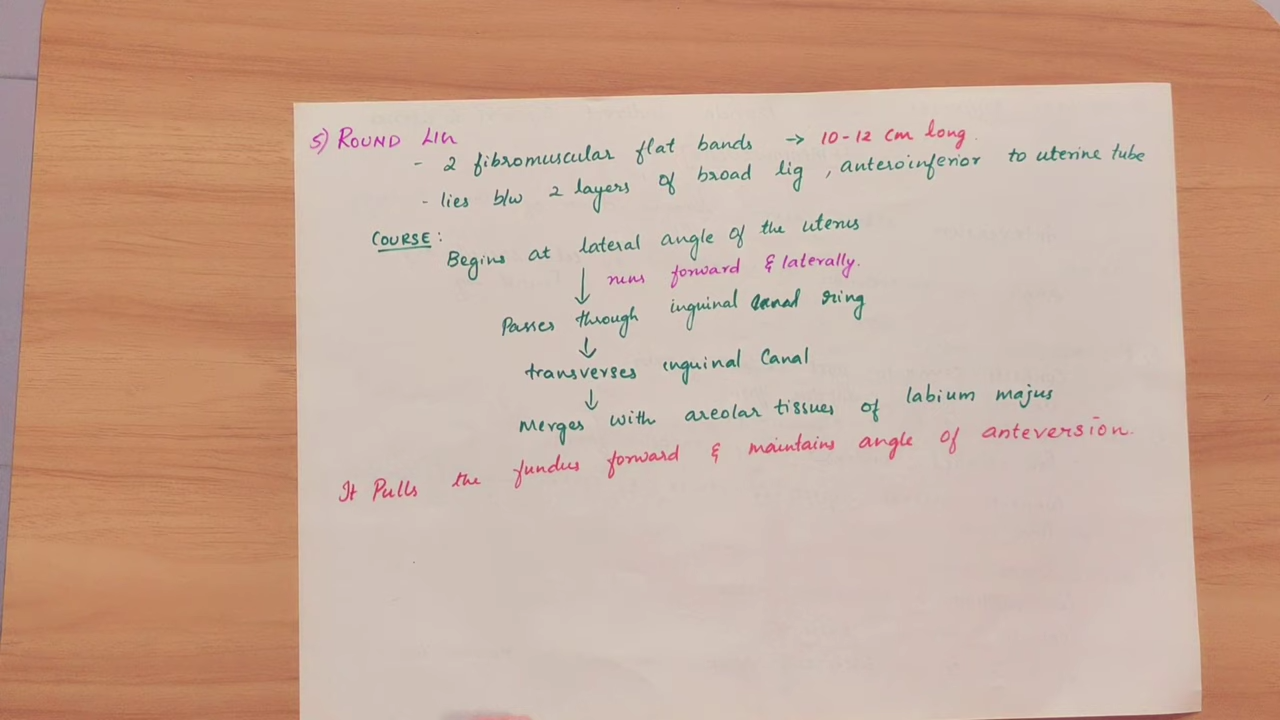 5) ROUND LIG
- 2 fibromuscular flat bands → 10-12 cm long.
- lies b/w 2 layers of broad lig, anteroinferior to uterine tube
COURSE:
Begins at lateral angle of the uterus
↓ runs forward & laterally.
Passes through inguinal canal ring
↓
transverses inguinal Canal
↓
Merges with areolar tissues of labium majus
It Pulls the fundus forward & maintains angle of anteversion.